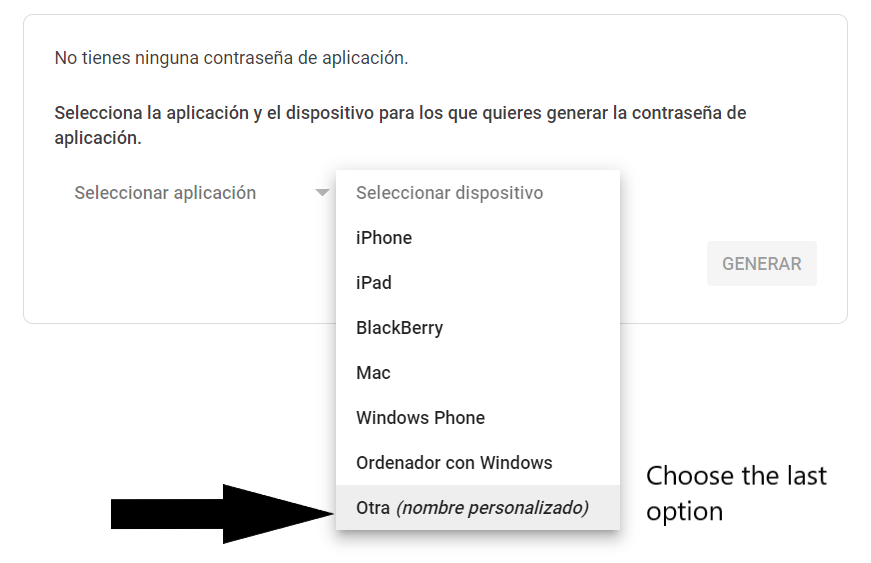 No tienes ninguna contraseña de aplicación.
Selecciona la aplicación y el dispositivo para los que quieres generar la contraseña de
aplicación.
Seleccionar aplicación
Seleccionar dispositivo
iPhone
iPad
BlackBerry
Mac
Windows Phone
Ordenador con Windows
Otra (nombre personalizado)
GENERAR
Choose the last
option